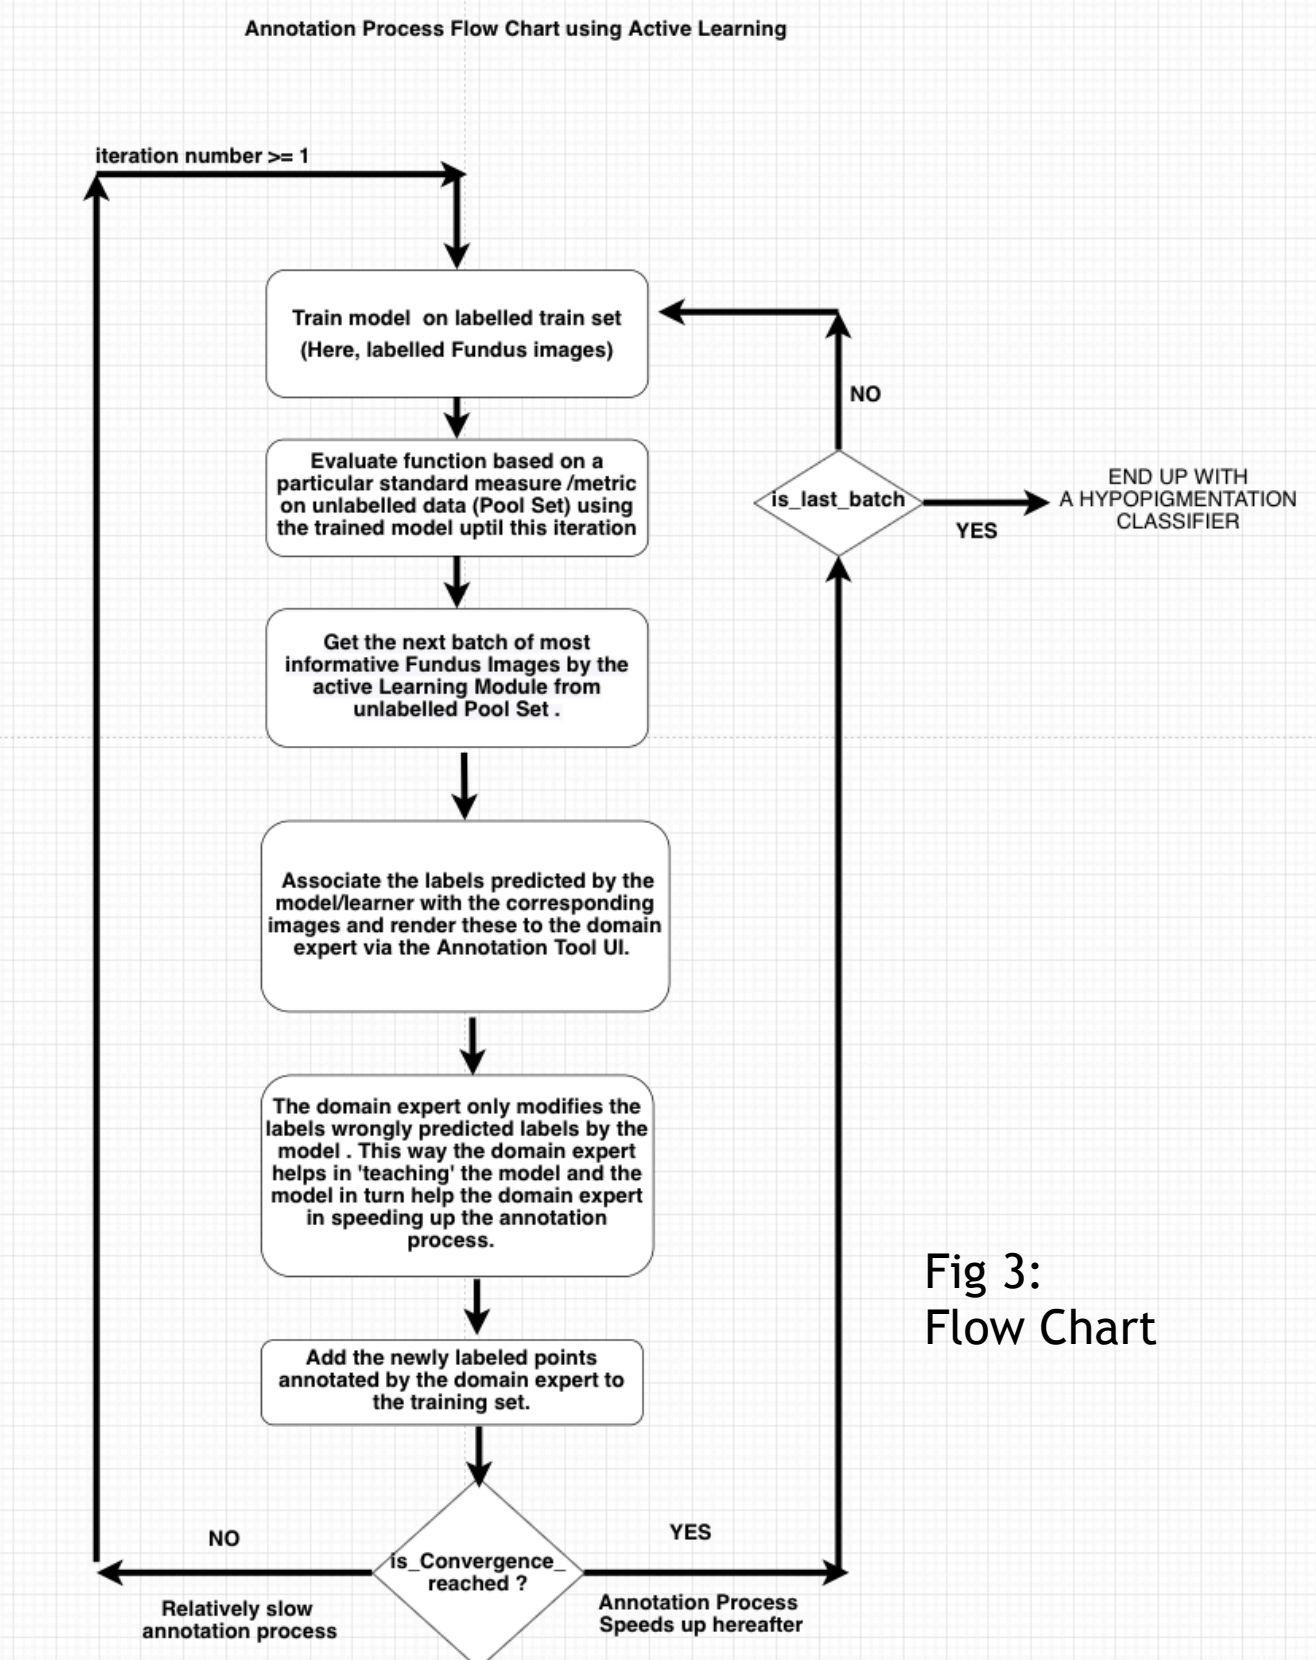 Annotation Process Flow Chart using Active Learning
iteration number >= 1
Train model on labelled train set
(Here, labelled Fundus images)
NO
Evaluate function based on a
particular standard measure /metric
on unlabelled data (Pool Set) using
the trained model uptil this iteration
is_last_batch
YES
END UP WITH
A HYPOPIGMENTATION
CLASSIFIER
Get the next batch of most
informative Fundus Images by the
active Learning Module from
unlabelled Pool Set .
Associate the labels predicted by the
model/learner with the corresponding
images and render these to the domain
expert via the Annotation Tool UI.
The domain expert only modifies the
labels wrongly predicted labels by the
model . This way the domain expert
helps in 'teaching' the model and the
model in turn help the domain expert
in speeding up the annotation
process.
Fig 3:
Flow Chart
Add the newly labeled points
annotated by the domain expert to
the training set.
NO
is_Convergence_
reached ?
YES
Relatively slow
annotation process
Annotation Process
Speeds up hereafter